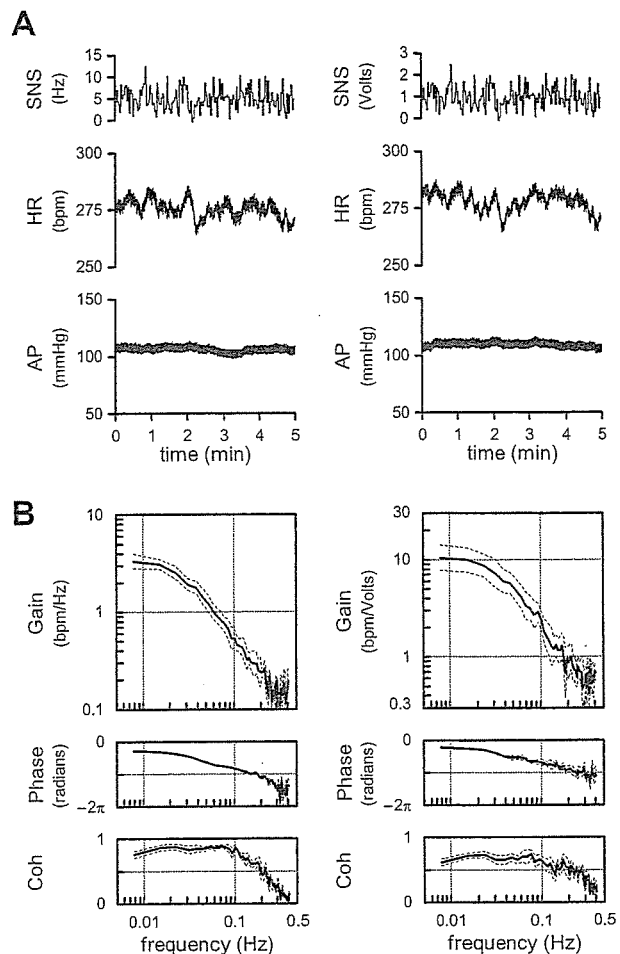 A
SNS
(Hz)
15
10
5
0
SNS
(Volts)
3
2
1
0
HR
(bpm)
300
275
250
HR
(bpm)
300
275
250
AP
(mmHg)
150
100
50
AP
(mmHg)
150
100
50
0 1 2 3 4 5
time (min)
0 1 2 3 4 5
time (min)
B
Gain
(bpm/Hz)
10
1
0.1
Gain
(bpm/Volts)
30
10
1
0.3
Phase
(radians)
0
−2π
Phase
(radians)
0
−2π
Coh
1
0
Coh
1
0
0.01 0.1 0.5
frequency (Hz)
0.01 0.1 0.5
frequency (Hz)